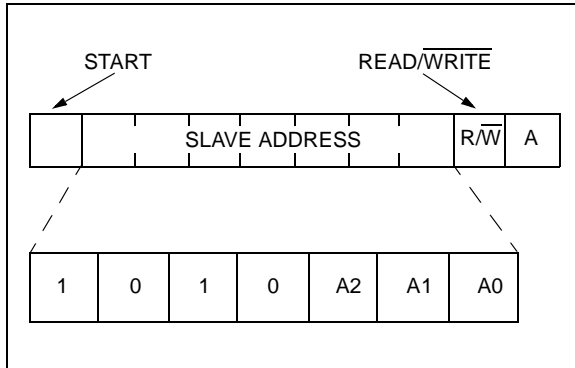 START READ/WRITE
SLAVE ADDRESS R/W A
1 0 1 0 A2 A1 A0